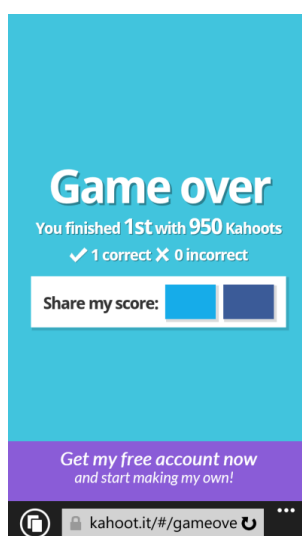 Game over
You finished 1st with 950 Kahoots
1 correct 0 incorrect
Share my score:
Get my free account now
and start making my own!
kahoot.it/#/gameove